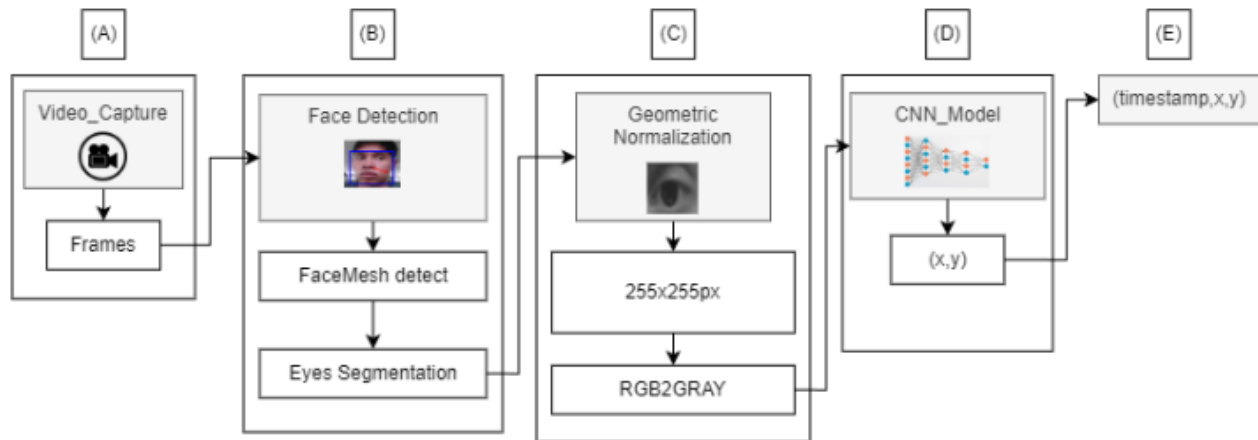 (A)
(B)
(C)
(D)
(E)
Video_Capture
Frames
Face Detection
FaceMesh detect
Eyes Segmentation
Geometric
Normalization
255x255px
RGB2GRAY
CNN_Model
(x,y)
(timestamp,x,y)